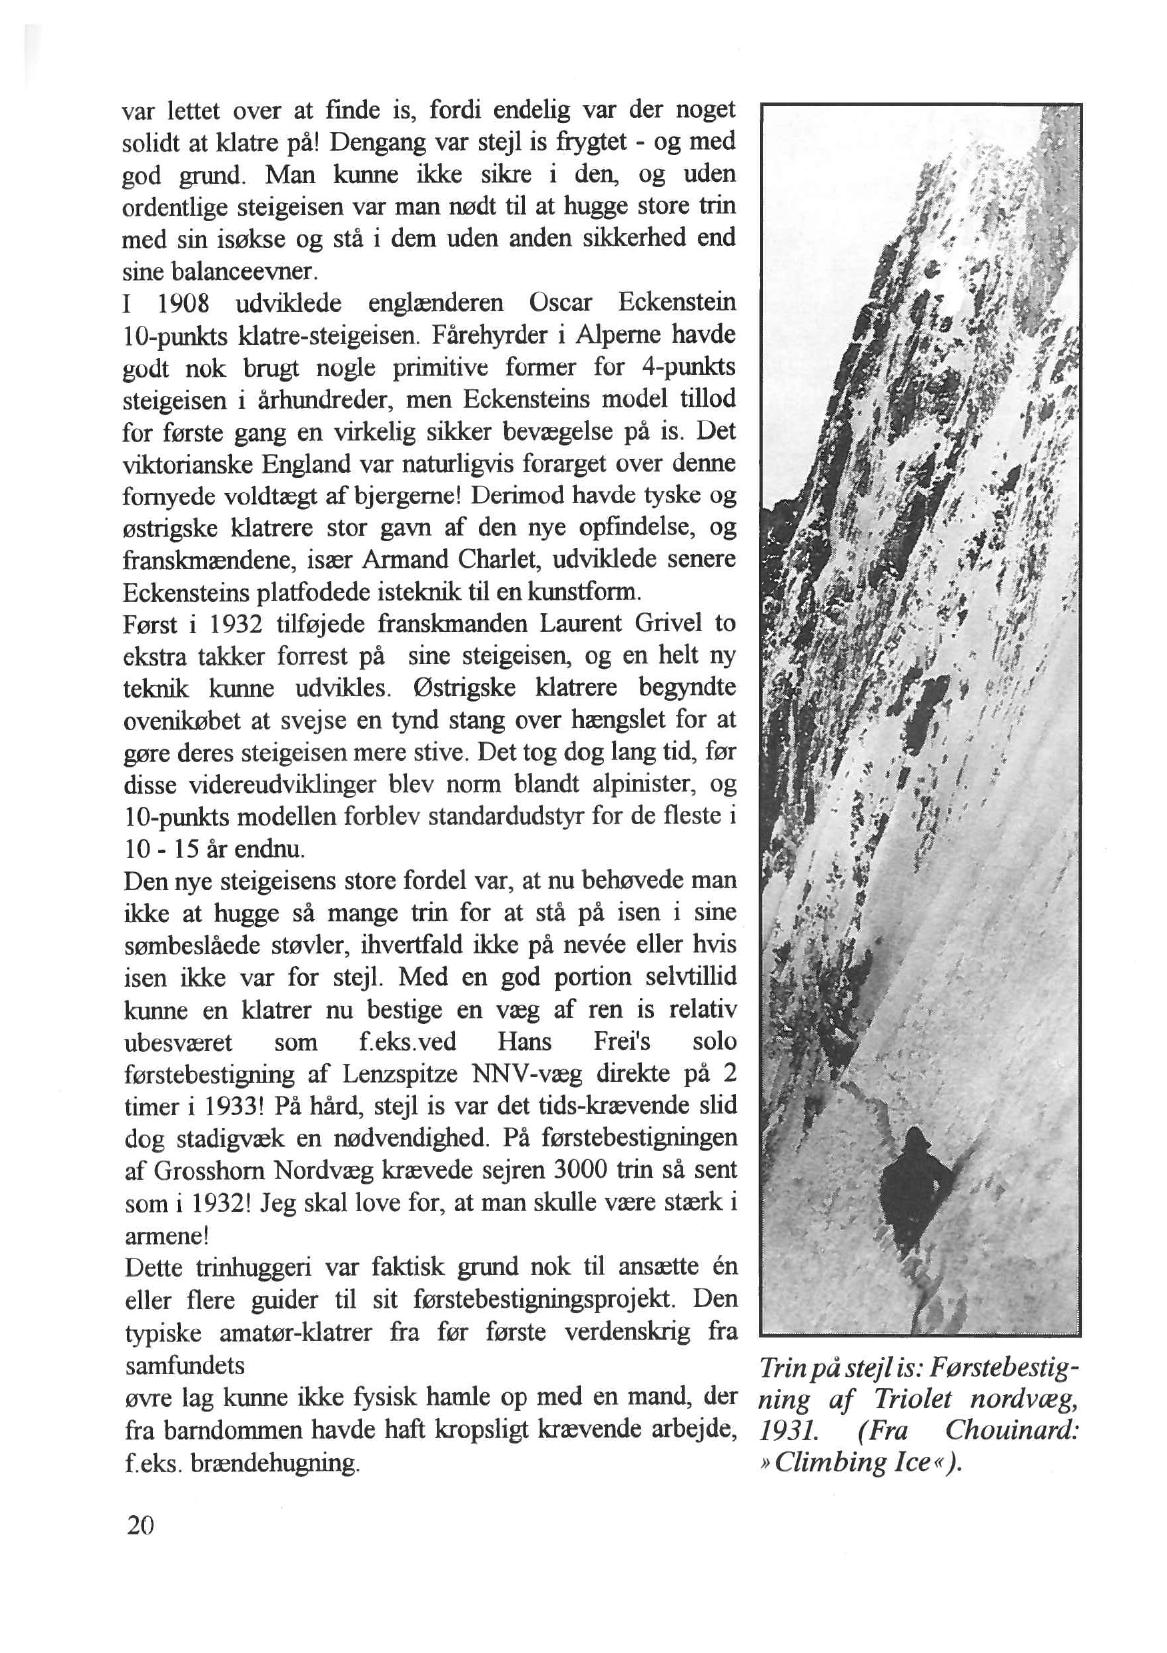 var lettet over at finde is, fordi endelig var der noget
solidt at klatre på! Dengang var stejl is frygtet - og med
god grund. Man kunne ikke sikre i den, og uden
ordentlige steigeisen var man nødt til at hugge store trin
med sin isøkse og stå i dem uden anden sikkerhed end
sine balanceevner.
I 1908 udviklede englænderen Oscar Eckenstein
10-punkts klatre-steigeisen. Fårehyrder i Alperne havde
godt nok brugt nogle primitive former for 4-punkts
steigeisen i århundreder, men Eckensteins model tillod
for første gang en virkelig sikker bevægelse på is. Det
viktorianske England var naturligvis forarget over denne
fornyede voldtægt af bjergerne! Derimod havde tyske og
østrigske klatrere stor gavn af den nye opfindelse, og
franskmændene, især Armand Charlet, udviklede senere
Eckensteins platfodede isteknik til en kunstform.
Først i 1932 tilføjede franskmanden Laurent Grivel to
ekstra takker forrest på sine steigeisen, og en helt ny
teknik kunne udvikles. Østrigske klatrere begyndte
ovenikøbet at svejse en tynd stang over hængslet for at
gøre deres steigeisen mere stive. Det tog dog lang tid, før
disse videreudviklinger blev norm blandt alpinister, og
10-punkts modellen forblev standardudstyr for de fleste i
10 - 15 år endnu.
Den nye steigeisens store fordel var, at nu behøvede man
ikke at hugge så mange trin for at stå på isen i sine
sømbeslåede støvler, ihvertfald ikke på nevée eller hvis
isen ikke var for stejl. Med en god portion selvtillid
kunne en klatrer nu bestige en væg af ren is relativ
ubesværet som f.eks.ved Hans Frei's solo
førstebestigning af Lenzspitze NNV-væg direkte på 2
timer i 1933! På hård, stejl is var det tids-krævende slid
dog stadigvæk en nødvendighed. På førstebestigningen
af Grosshorn Nordvæg krævede sejren 3000 trin så sent
som i 1932! Jeg skal love for, at man skulle være stærk i
armene!
Dette trinhuggeri var faktisk grund nok til ansætte én
eller flere guider til sit førstebestigningsprojekt. Den
typiske amatør-klatrer fra før første verdenskrig fra
samfundets
øvre lag kunne ikke fysisk hamle op med en mand, der
fra barndommen havde haft kropsligt krævende arbejde,
f.eks. brændehugning.
Trin på stejl is: Førstebestig-
ning af Triolet nordvæg,
1931. (Fra Chouinard:
»Climbing Ice«).
20